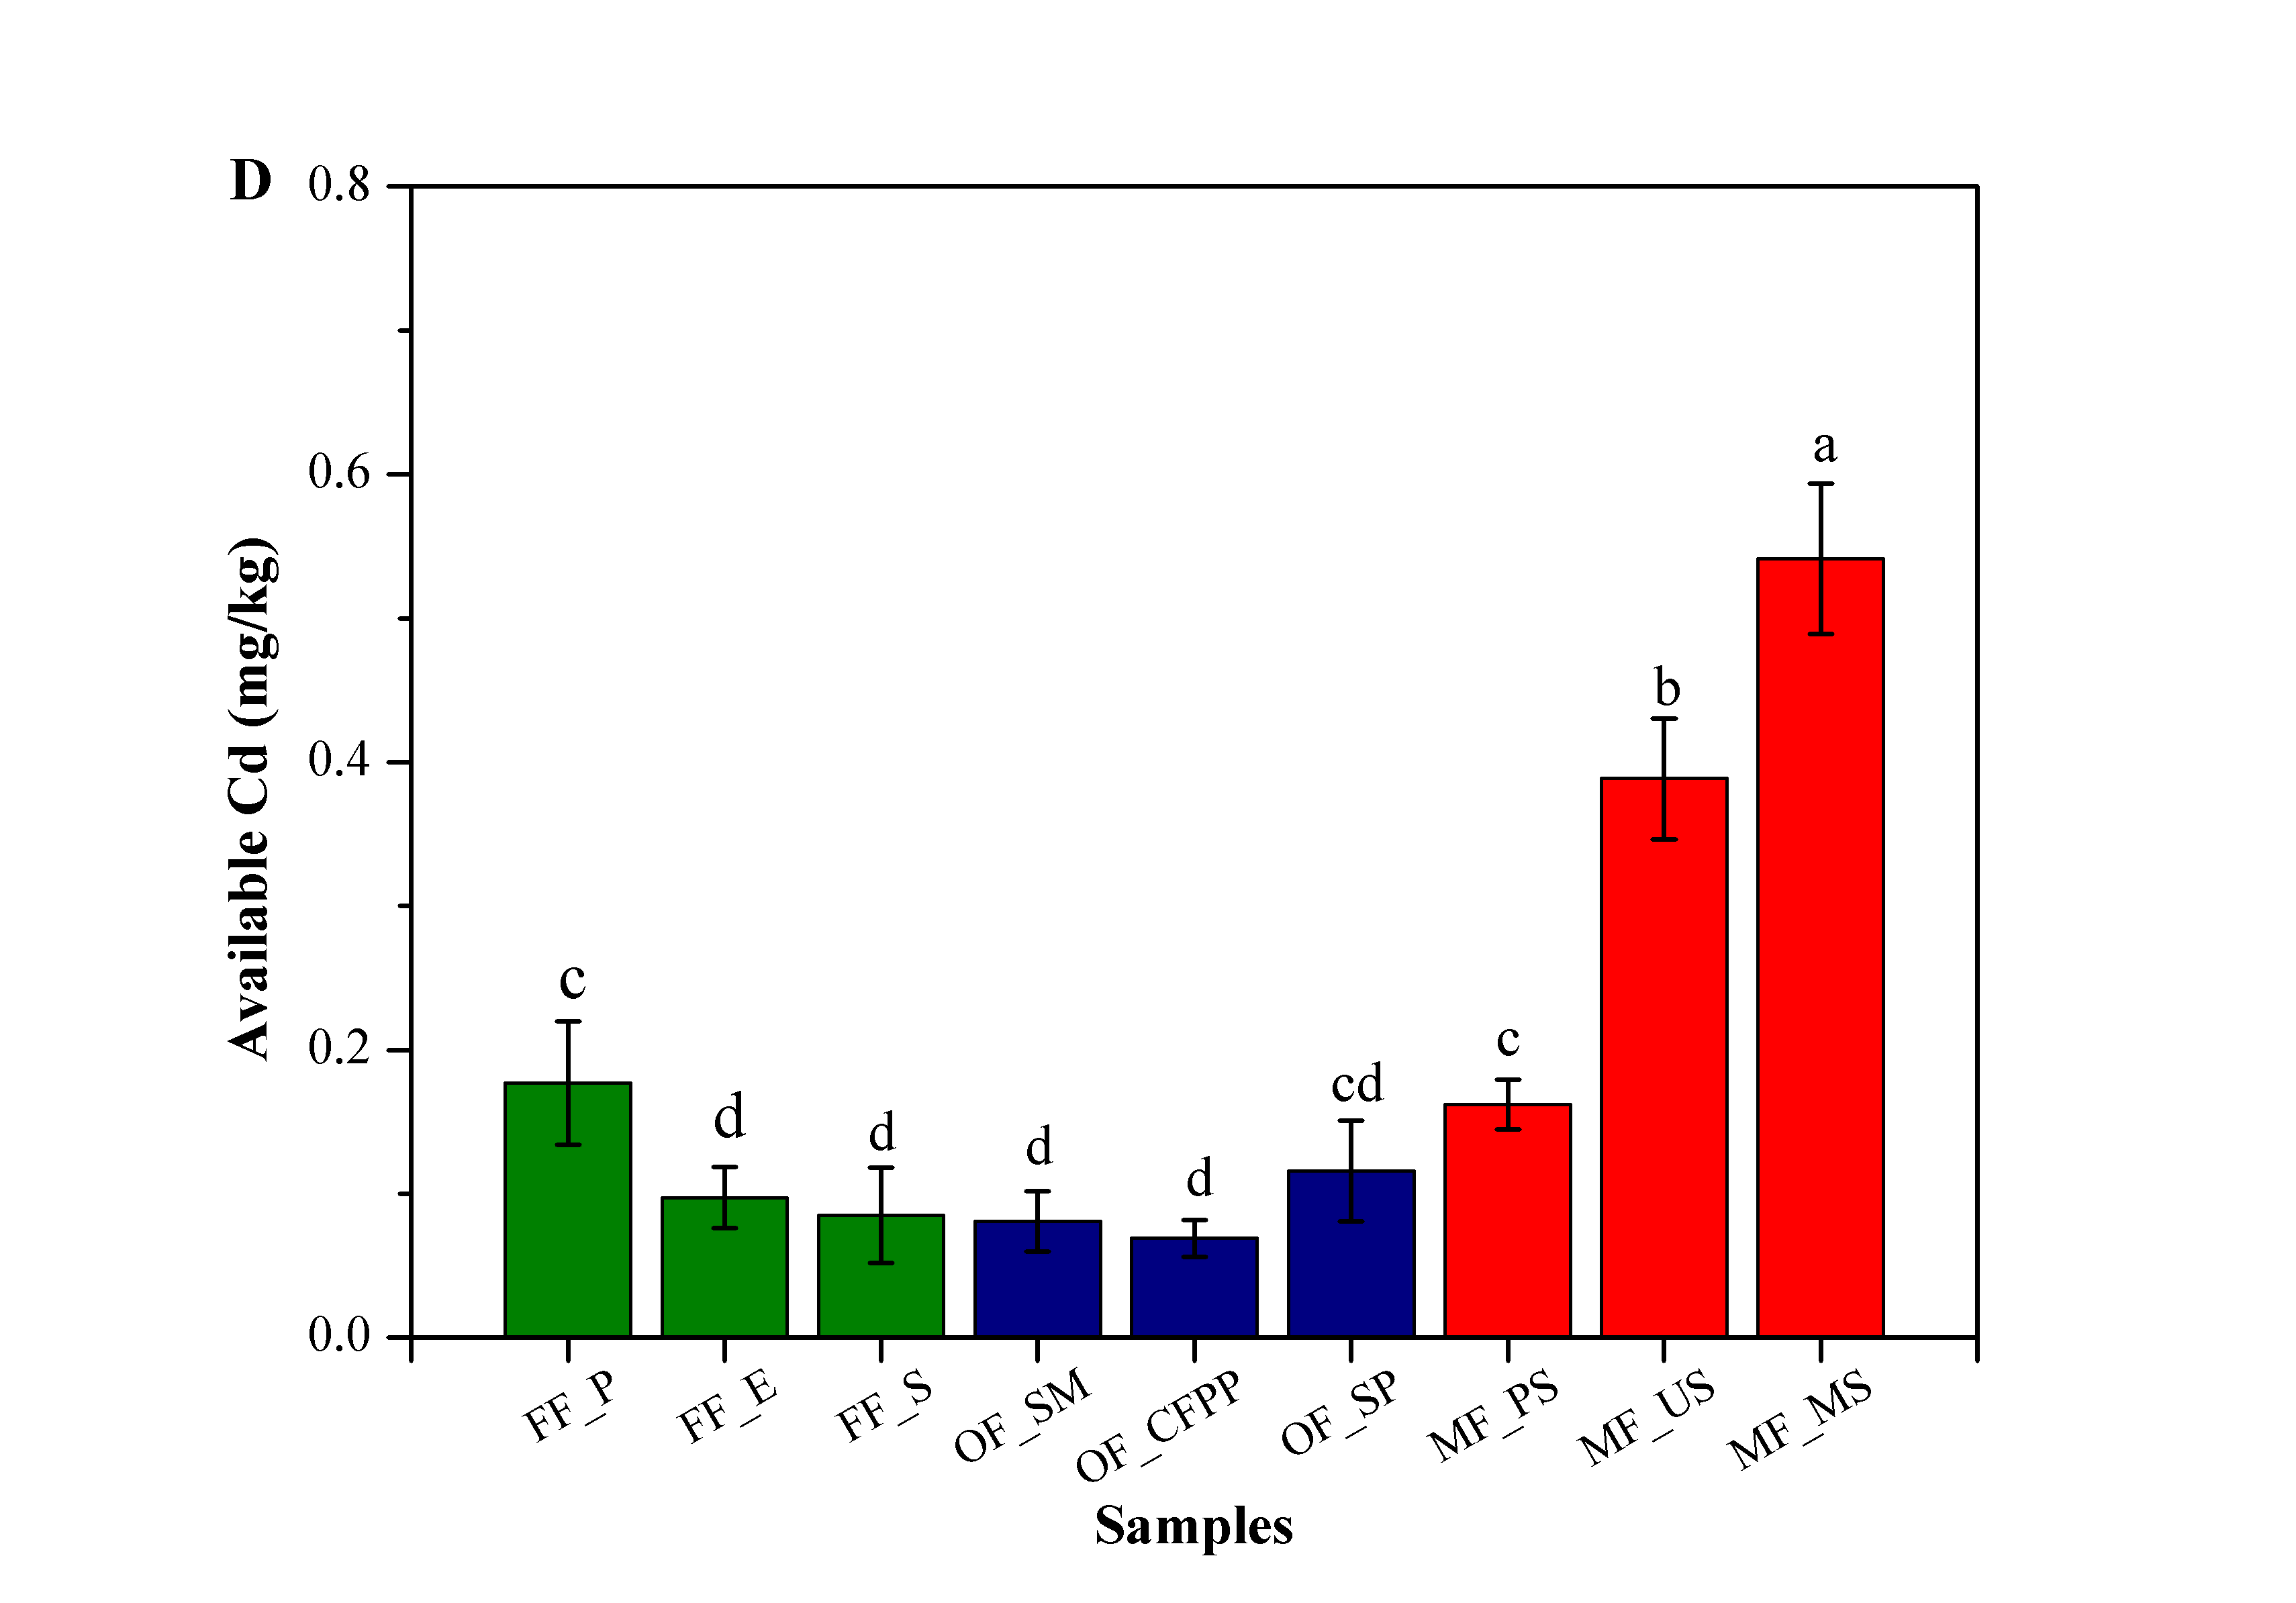 D
0.8
0.6
0.4
0.2
0.0
Available Cd (mg/kg)
c
d
d
d
d
cd
c
b
a
FF_P
FF_E
FF_S
OF_SM
OF_CFPP
OF_SP
MF_PS
MF_US
MF_MS
Samples